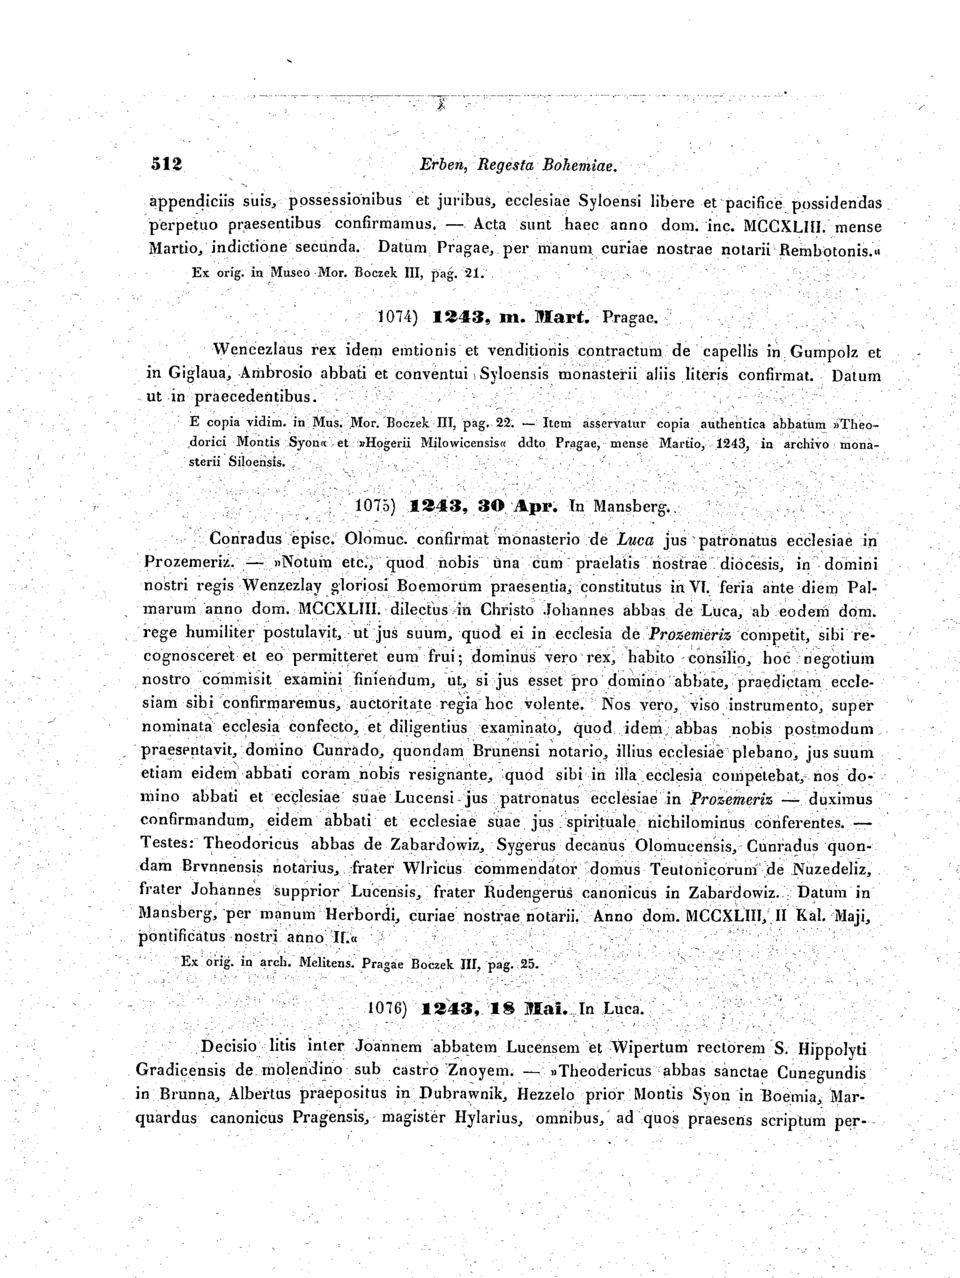 512 Erben, Regesta Bohemiae.
appendiciis suis, possessionibus et juribus, ecclesiae Syloensi libere et pacifice possidendas
perpetuo praesentibus confirmamus. — Acta sunt haec anno dom. inc. MCCXLIII. mense
Martio, indictione secunda. Datum Pragae, per manum curiae nostrae notarii Rembotonis.«
Ex orig. in Museo Mor. Boczek III, pag. 21.
1074) 1243, m. Mart. Pragae.
Wencezlaus rex idem emtionis et venditionis contractum de capellis in Gumpolz et
in Giglaua, Ambrosio abbati et conventui Syloensis monasterii aliis literis confirmat. Datum
ut in praecedentibus.
E copia vidim. in Mus. Mor. Boczek III, pag. 22. — Item asservatur copia authentica abbatum »Theo-
dorici Montis Syon« et »Hogerii Milowicensis« ddto Pragae, mense Martio, 1243, in archivo mona-
sterii Siloensis.
1075) 1243, 30 Apr. In Mansberg.
Conradus episc. Olomuc. confirmat monasterio de Luca jus patronatus ecclesiae in
Prozemeriz. — »Notum etc., quod nobis una cum praelatis nostrae diocesis, in domini
nostri regis Wenzezlay gloriosi Boemorum praesentia, constitutus in VI. feria ante diem Pal-
marum anno dom. MCCXLIII. dilectus in Christo Johannes abbas de Luca, ab eodem dom.
rege humiliter postulavit, ut jus suum, quod ei in ecclesia de Prozemeriz competit, sibi re-
cognosceret et eo permitteret eum frui; dominus vero rex, habito consilio, hoc negotium
nostro commisit examini finiendum, ut, si jus esset pro domino abbate, praedictam eccle-
siam sibi confirmaremus, auctoritate regia hoc volente. Nos vero, viso instrumento, super
nominata ecclesia confecto, et diligentius examinato, quod idem abbas nobis postmodum
praesentavit, domino Cunrado, quondam Brunensi notario, illius ecclesiae plebano, jus suum
etiam eidem abbati coram nobis resignante, quod sibi in illa ecclesia competebat, nos do-
mino abbati et ecclesiae suae Lucensi jus patronatus ecclesiae in Prozemeriz — duximus
confirmandum, eidem abbati et ecclesiae suae jus spirituale nichilominus conferentes. —
Testes: Theodoricus abbas de Zabardowiz, Sygerus decanus Olomucensis, Cunradus quon-
dam Brvnnensis notarius, frater Wlricus commendator domus Teutonicorum de Nuzedeliz,
frater Johannes supprior Lucensis, frater Rudengerus canonicus in Zabardowiz. Datum in
Mansberg, per manum Herbordi, curiae nostrae notarii. Anno dom. MCCXLIII, II Kal. Maji,
pontificatus nostri anno II.«
Ex orig. in arch. Melitens. Pragae Boczek III, pag. 25.
1076) 1243, 18 Mai. In Luca.
Decisio litis inter Joannem abbatem Lucensem et Wipertum rectorem S. Hippolyti
Gradicensis de molendino sub castro Znoyem. — »Theodericus abbas sanctae Cunegundis
in Brunna, Albertus praepositus in Dubrawnik, Hezzelo prior Montis Syon in Boemia, Mar-
quardus canonicus Pragensis, magister Hylarius, omnibus, ad quos praesens scriptum per-